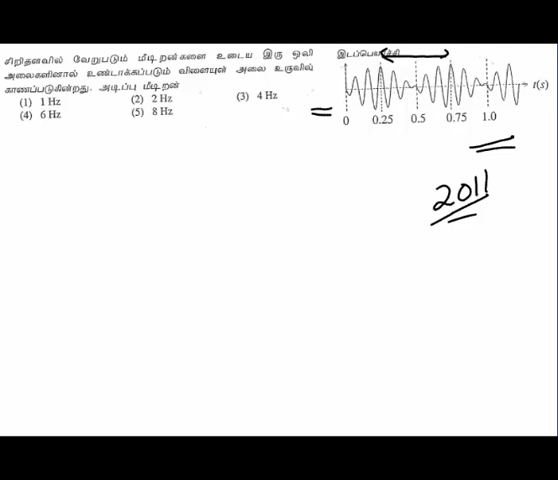 சிறிதளவில் வேறுபடும் மீடிறன்களை உடைய இரு ஒலி
அலைகளினால் உண்டாக்கப்படும் விளையுள் அலை உருவில்
காணப்படுகின்றது. அடிப்பு மீடிறன்
(1) 1 Hz (2) 2 Hz (3) 4 Hz
(4) 6 Hz (5) 8 Hz
இடப்பெயர்ச்சி
t(s)
0 0.25 0.5 0.75 1.0
2011